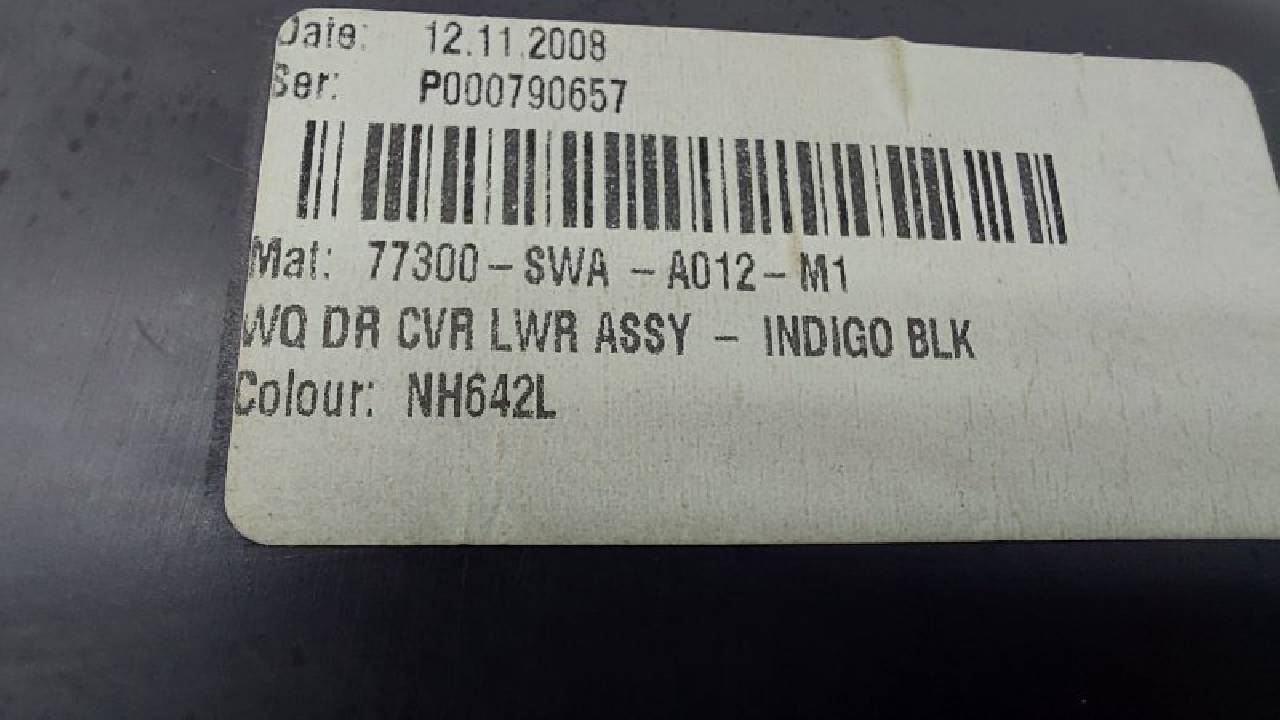 Date: 12.11.2008
Ser: P000790657
Mat: 77300-SWA -A012-M1
WQ DR CVR LWR ASSY - INDIGO BLK
Colour: NH642L